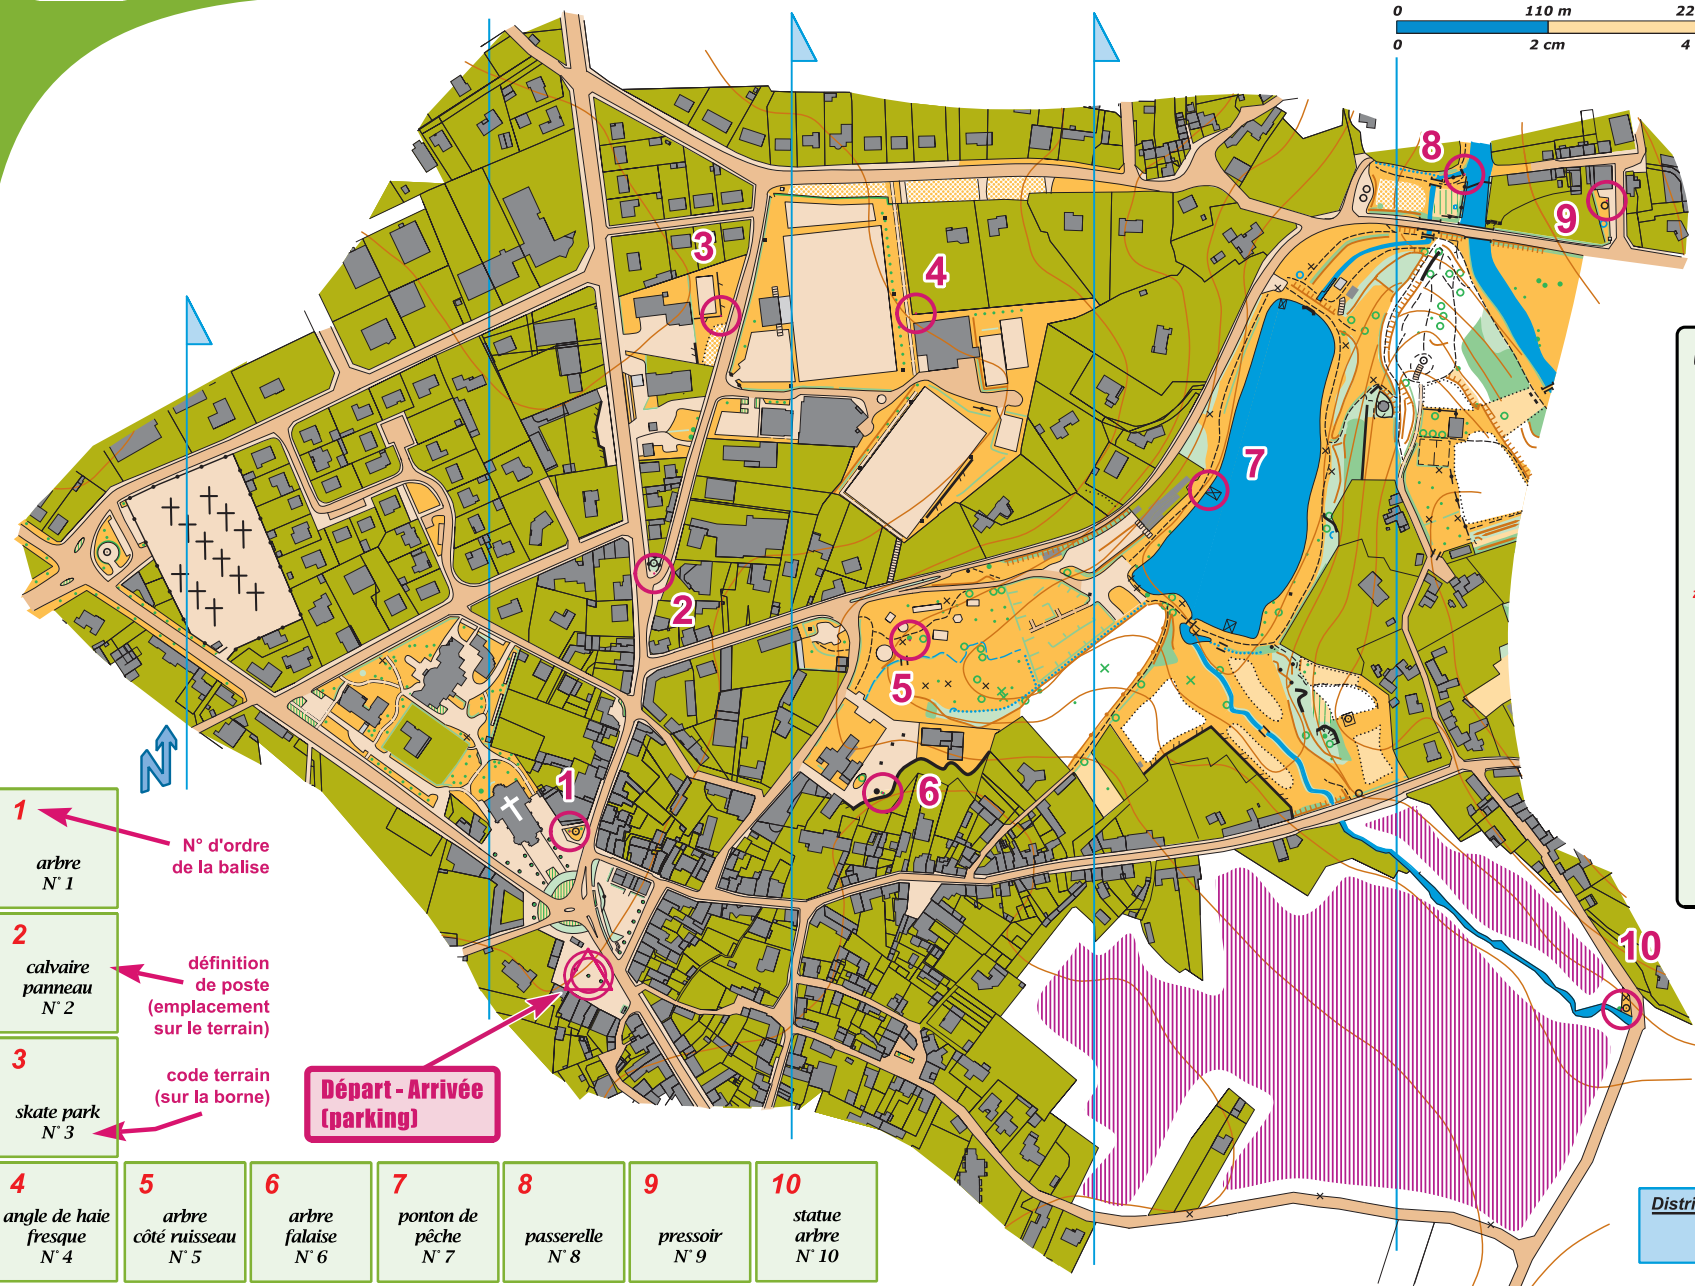 0 110 m 22
0 2 cm 4
8
9
3
4
7
2
5
1
6
10
N
1
arbre
N° 1
N° d'ordre
de la balise
2
calvaire
panneau
N° 2
définition
de poste
(emplacement
sur le terrain)
3
skate park
N° 3
code terrain
(sur la borne)
Départ - Arrivée
(parking)
4
angle de haie
fresque
N° 4
5
arbre
côté ruisseau
N° 5
6
arbre
falaise
N° 6
7
ponton de
pêche
N° 7
8
passerelle
N° 8
9
pressoir
N° 9
10
statue
arbre
N° 10
Distri